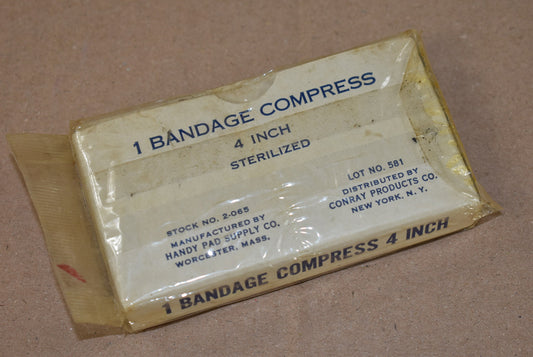 1 BANDAGE COMPRESS
4 INCH
STERILIZED
STOCK NO. 2-065
MANUFACTURED BY
HANDY PAD SUPPLY CO.
WORCESTER, MASS.
LOT NO. 581
DISTRIBUTED BY
CONRAY PRODUCTS CO.
NEW YORK, N. Y.
1 BANDAGE COMPRESS 4 INCH